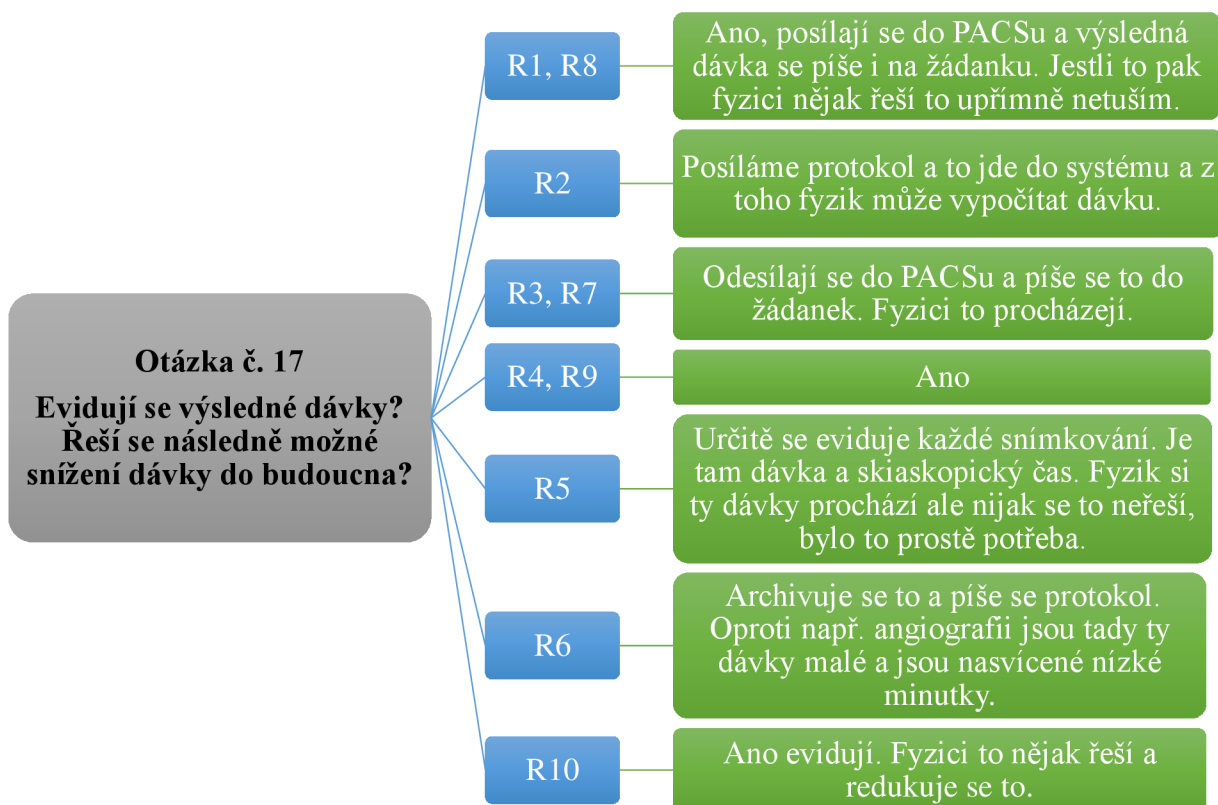 Otázka č. 17
Evidují se výsledné dávky?
Řeší se následně možné
snížení dávky do budoucna?
R1, R8
Ano, posílají se do PACSu a výsledná
dávka se píše i na žádanku. Jestli to pak
fyzici nějak řeší to upřímně netuším.
R2
Posíláme protokol a to jde do systému a z
toho fyzik může vypočítat dávku.
R3, R7
Odesílají se do PACSu a píše se to do
žádanek. Fyzici to procházejí.
R4, R9
Ano
R5
Určitě se eviduje každé snímkování. Je
tam dávka a skiaskopický čas. Fyzik si
ty dávky prochází ale nijak se to neřeší,
bylo to prostě potřeba.
R6
Archivuje se to a píše se protokol.
Oproti např. angiografii jsou tady ty
dávky malé a jsou nasvícené nízké
minutky.
R10
Ano evidují. Fyzici to nějak řeší a
redukuje se to.